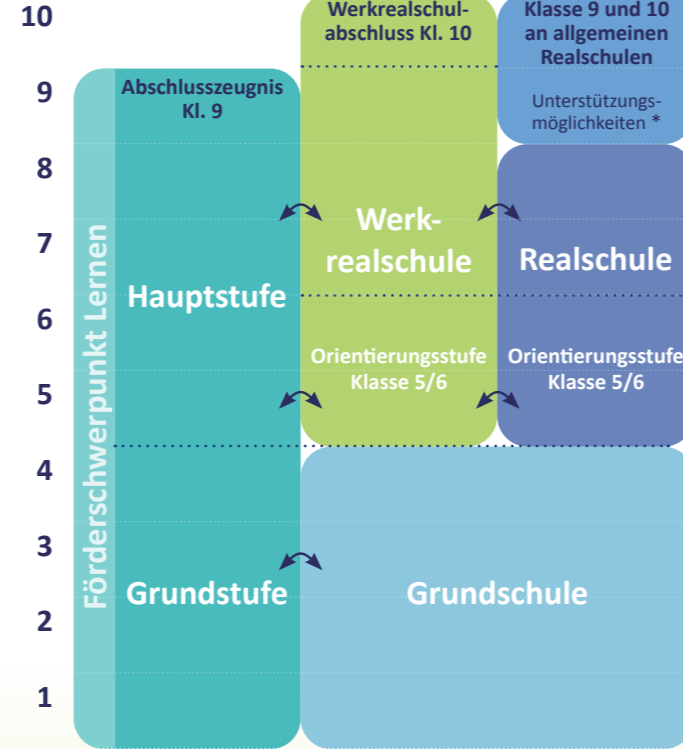 10
9
8
7
6
5
4
3
2
1
Förderschwerpunkt Lernen
Abschlusszeugnis
Kl. 9
Hauptstufe
Grundstufe
Werkrealschul-
abschluss Kl. 10
Werk-
realschule
Orientierungsstufe
Klasse 5/6
Klasse 9 und 10
an allgemeinen
Realschulen
Unterstützungs-
möglichkeiten *
Realschule
Orientierungsstufe
Klasse 5/6
Grundschule